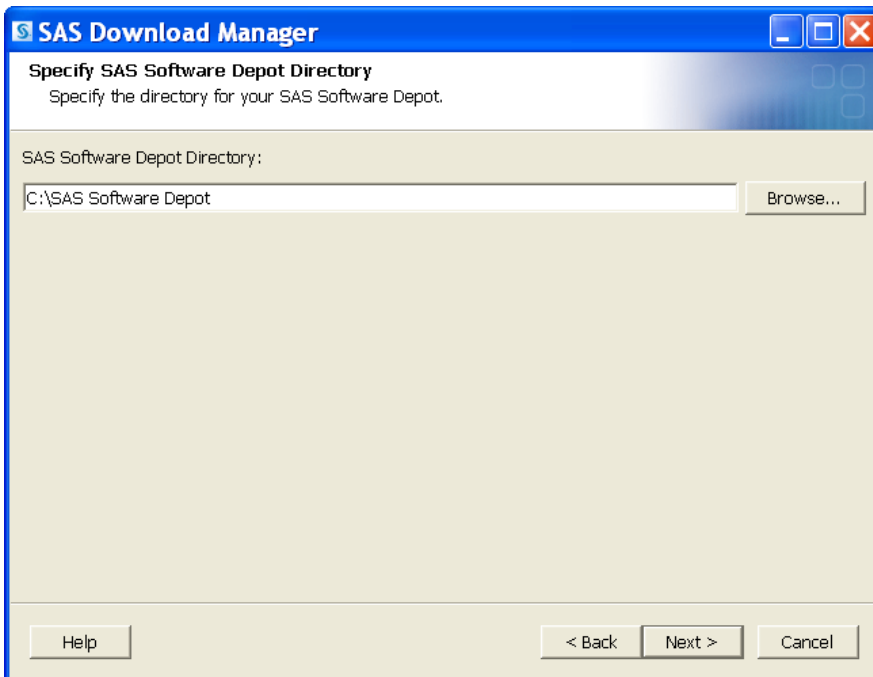 SAS Download Manager
Specify SAS Software Depot Directory
Specify the directory for your SAS Software Depot.
SAS Software Depot Directory:
C:\SAS Software Depot
Browse...
Help
< Back
Next >
Cancel